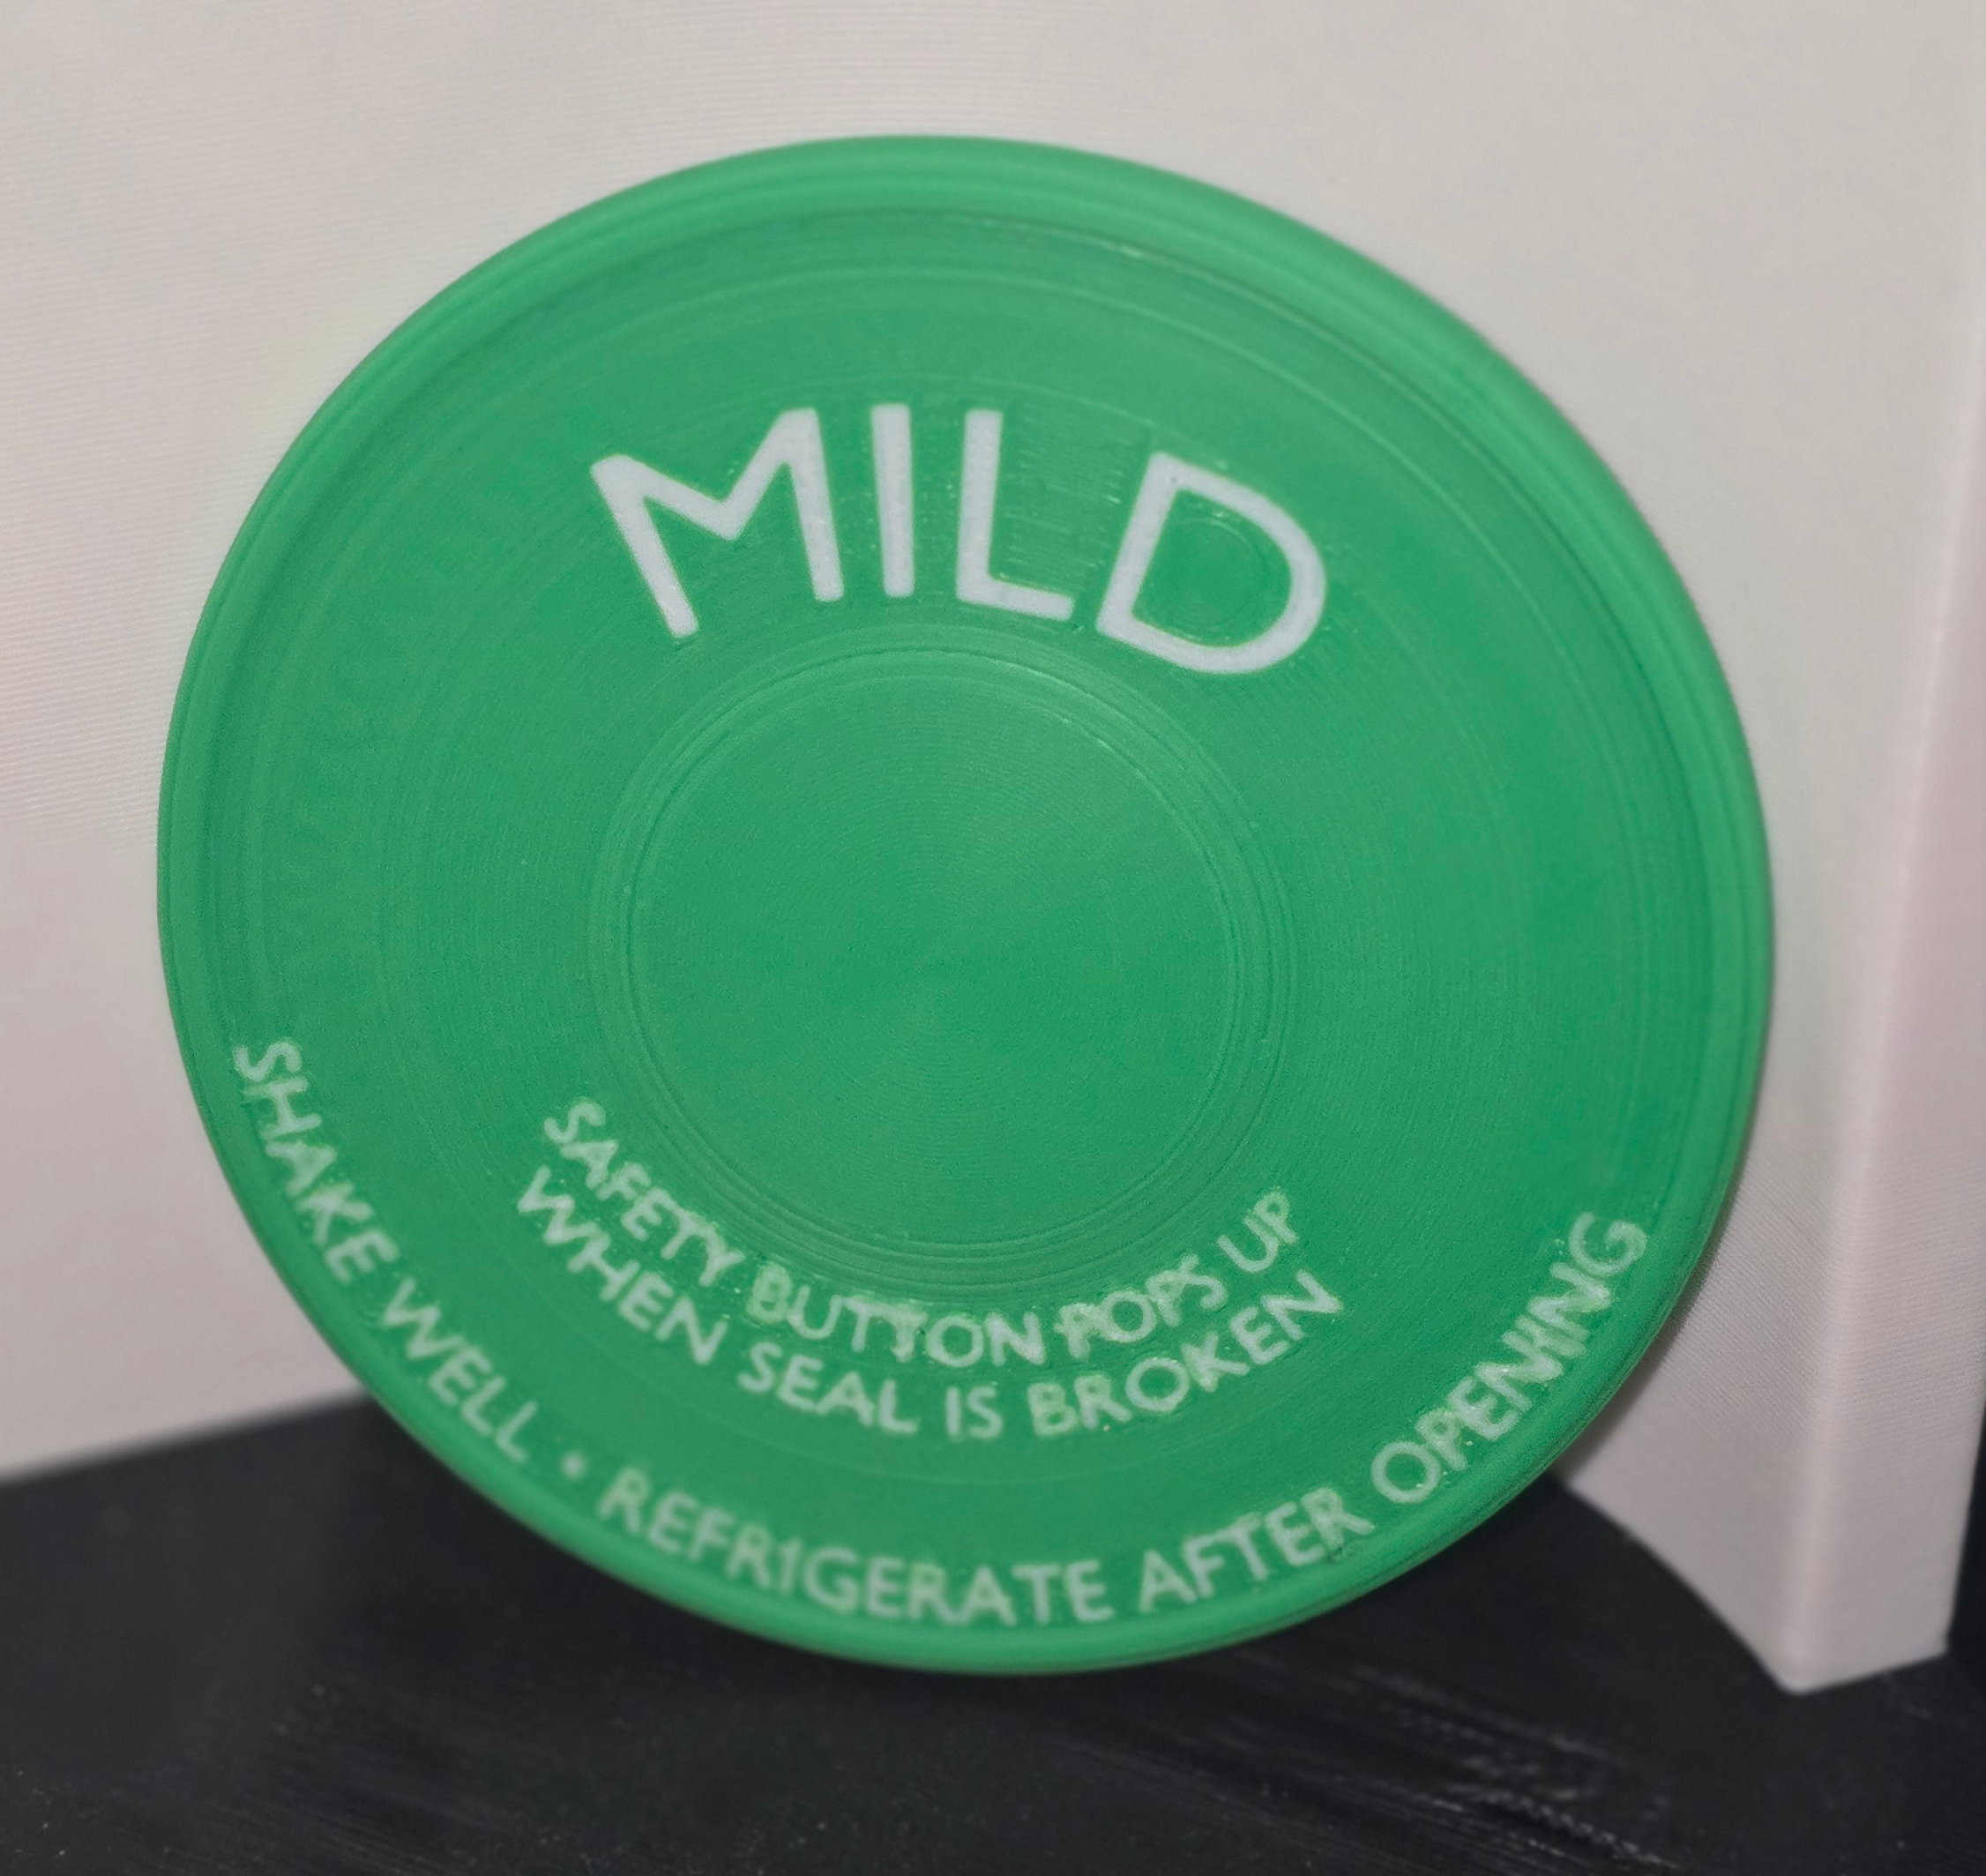 MILD
SAFETY BUTTON POPS UP
WHEN SEAL IS BROKEN
SHAKE WELL • REFRIGERATE AFTER OPENING